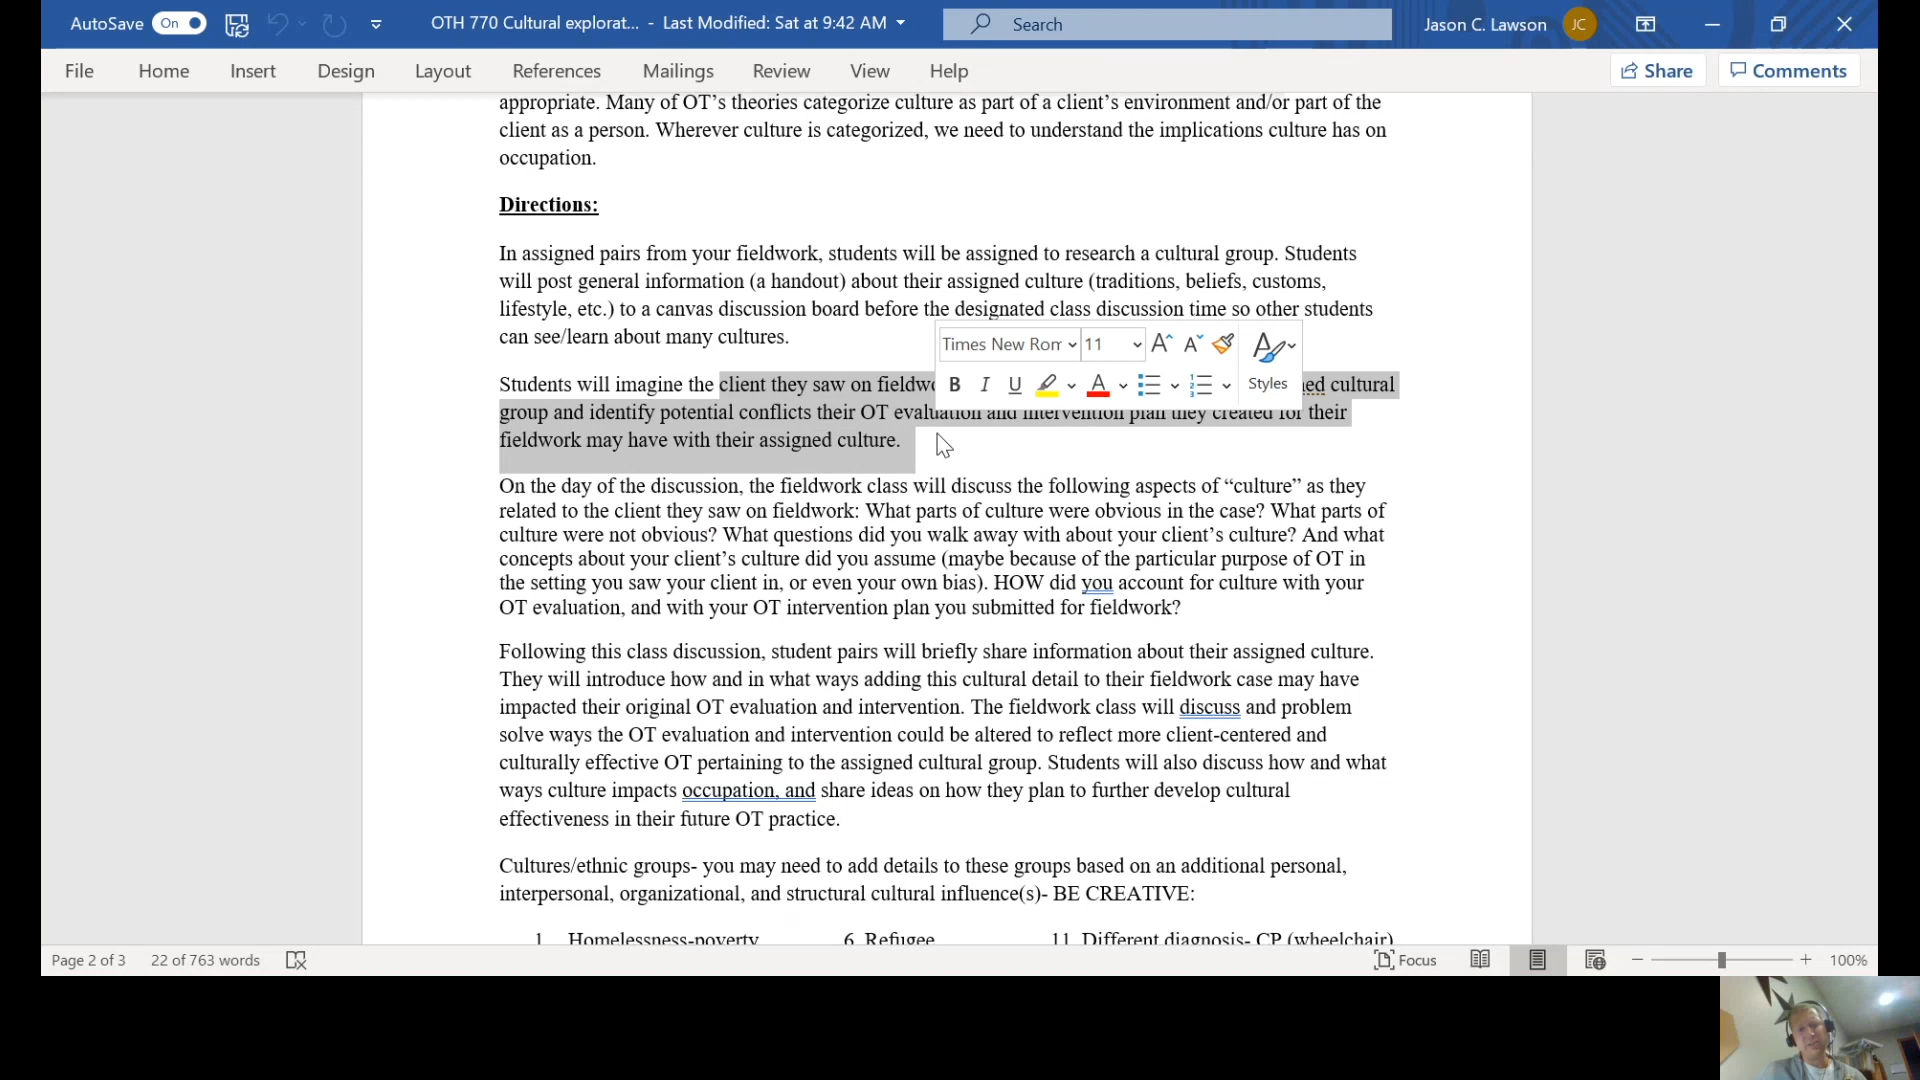 AutoSave On OTH 770 Cultural explorat... - Last Modified: Sat at 9:42 AM Search Jason C. Lawson JC
File Home Insert Design Layout References Mailings Review View Help Share Comments
appropriate. Many of OT's theories categorize culture as part of a client's environment and/or part of the
client as a person. Wherever culture is categorized, we need to understand the implications culture has on
occupation.
Directions:
In assigned pairs from your fieldwork, students will be assigned to research a cultural group. Students
will post general information (a handout) about their assigned culture (traditions, beliefs, customs,
lifestyle, etc.) to a canvas discussion board before the designated class discussion time so other students
can see/learn about many cultures.
Times New Ror 11
Students will imagine the client they saw on fieldwo B I U A Styles ned cultural
group and identify potential conflicts their OT evaluation and intervention plan they created for their
fieldwork may have with their assigned culture.
On the day of the discussion, the fieldwork class will discuss the following aspects of “culture” as they
related to the client they saw on fieldwork: What parts of culture were obvious in the case? What parts of
culture were not obvious? What questions did you walk away with about your client's culture? And what
concepts about your client's culture did you assume (maybe because of the particular purpose of OT in
the setting you saw your client in, or even your own bias). HOW did you account for culture with your
OT evaluation, and with your OT intervention plan you submitted for fieldwork?
Following this class discussion, student pairs will briefly share information about their assigned culture.
They will introduce how and in what ways adding this cultural detail to their fieldwork case may have
impacted their original OT evaluation and intervention. The fieldwork class will discuss and problem
solve ways the OT evaluation and intervention could be altered to reflect more client-centered and
culturally effective OT pertaining to the assigned cultural group. Students will also discuss how and what
ways culture impacts occupation, and share ideas on how they plan to further develop cultural
effectiveness in their future OT practice.
Cultures/ethnic groups- you may need to add details to these groups based on an additional personal,
interpersonal, organizational, and structural cultural influence(s)- BE CREATIVE:
1. Homelessness-poverty 6. Refugee 11. Different diagnosis- CP (wheelchair)
Page 2 of 3 22 of 763 words Focus 100%